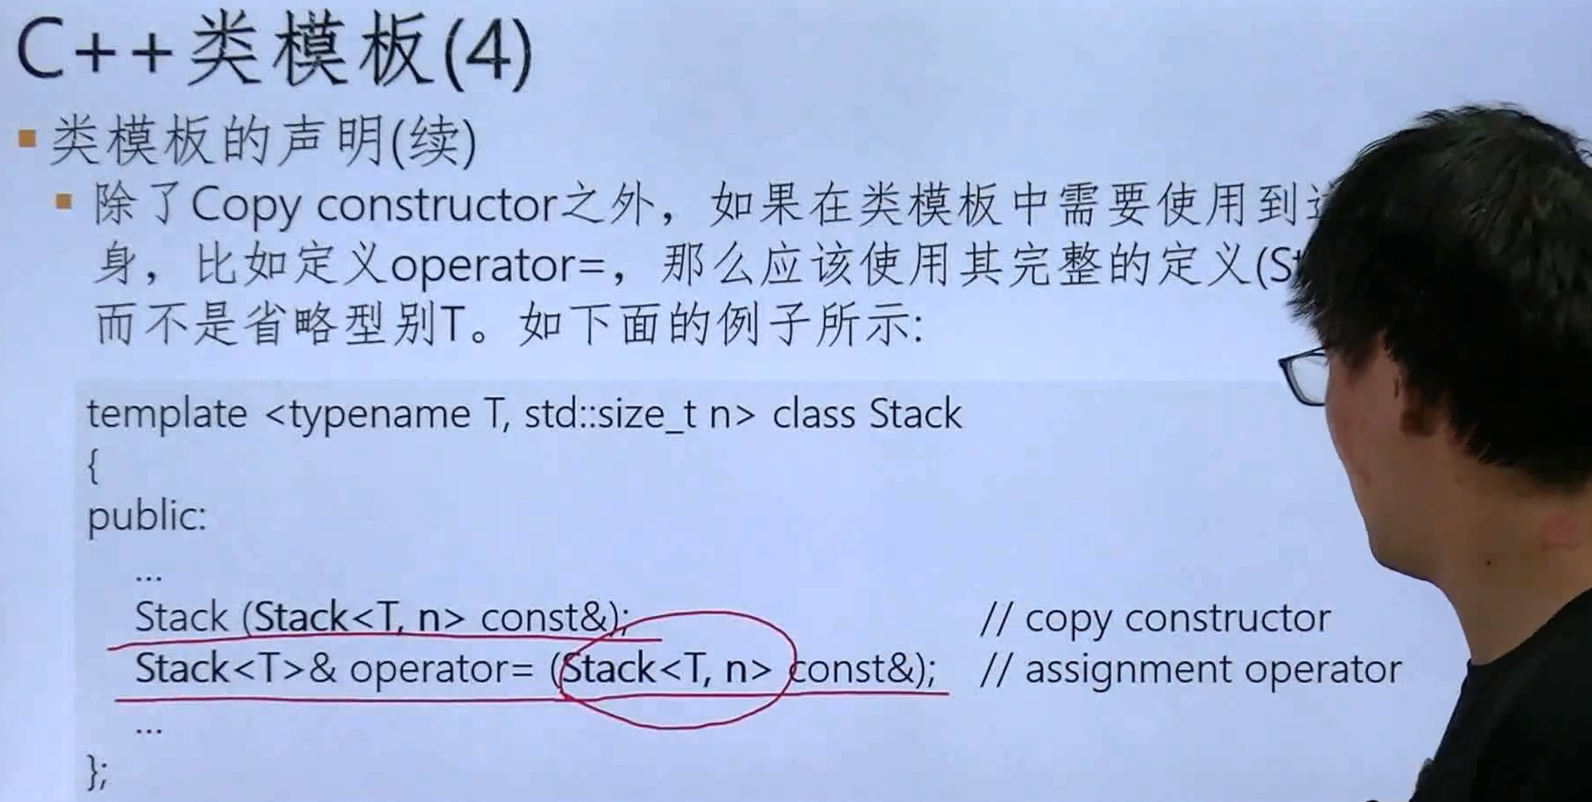 C++类模板(4)
类模板的声明(续)
除了Copy constructor之外，如果在类模板中需要使用到
身，比如定义operator=，那么应该使用其完整的定义(S
而不是省略型别T。如下面的例子所示:
template <typename T, std::size_t n> class Stack
{
public:
...
Stack (Stack<T, n> const&); // copy constructor
Stack<T>& operator= (Stack<T, n> const&); // assignment operator
...
};